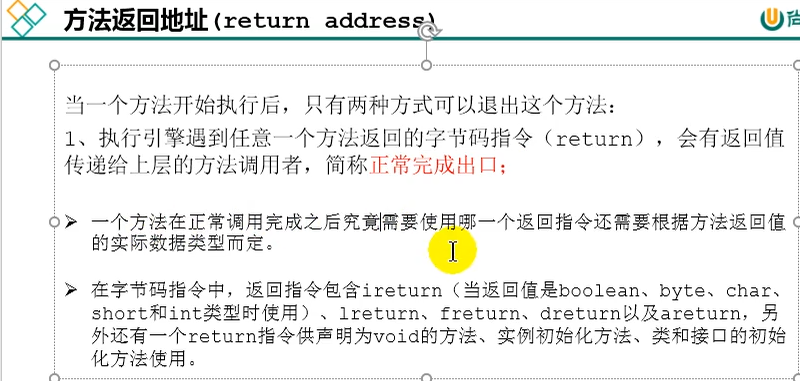 方法返回地址(return address)
尚
当一个方法开始执行后，只有两种方式可以退出这个方法：
1、执行引擎遇到任意一个方法返回的字节码指令（return），会有返回值
传递给上层的方法调用者，简称正常完成出口；
➢ 一个方法在正常调用完成之后究竟需要使用哪一个返回指令还需要根据方法返回值
的实际数据类型而定。
➢ 在字节码指令中，返回指令包含ireturn（当返回值是boolean、byte、char、
short和int类型时使用）、lreturn、freturn、dreturn以及areturn，另
外还有一个return指令供声明为void的方法、实例初始化方法、类和接口的初始
化方法使用。